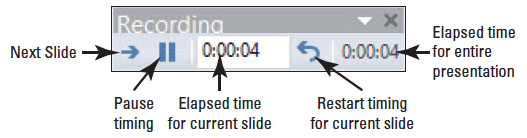 Recording
Next Slide
0:00:04
0:00:04
Elapsed time
for entire
presentation
Pause
timing
Elapsed time
for current slide
Restart timing
for current slide